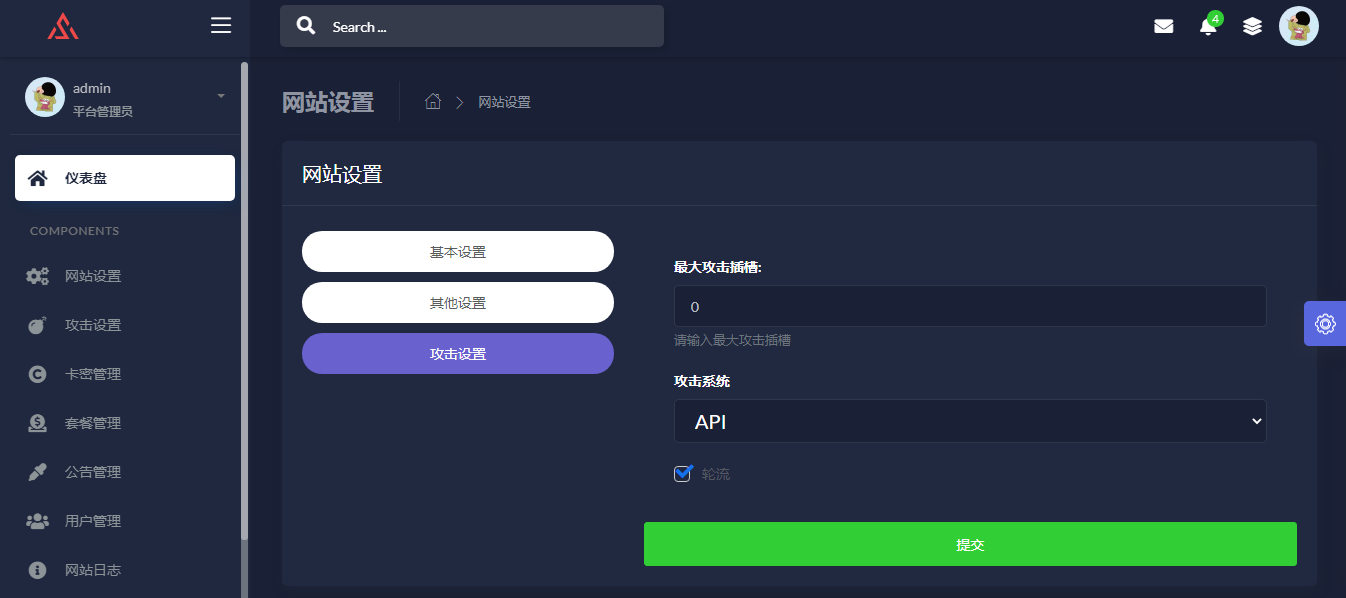 Search ...
4
admin
平台管理员
仪表盘
COMPONENTS
网站设置
攻击设置
卡密管理
套餐管理
公告管理
用户管理
网站日志
网站设置
网站设置
网站设置
基本设置
其他设置
攻击设置
最大攻击插槽:
0
请输入最大攻击插槽
攻击系统
API
轮流
提交